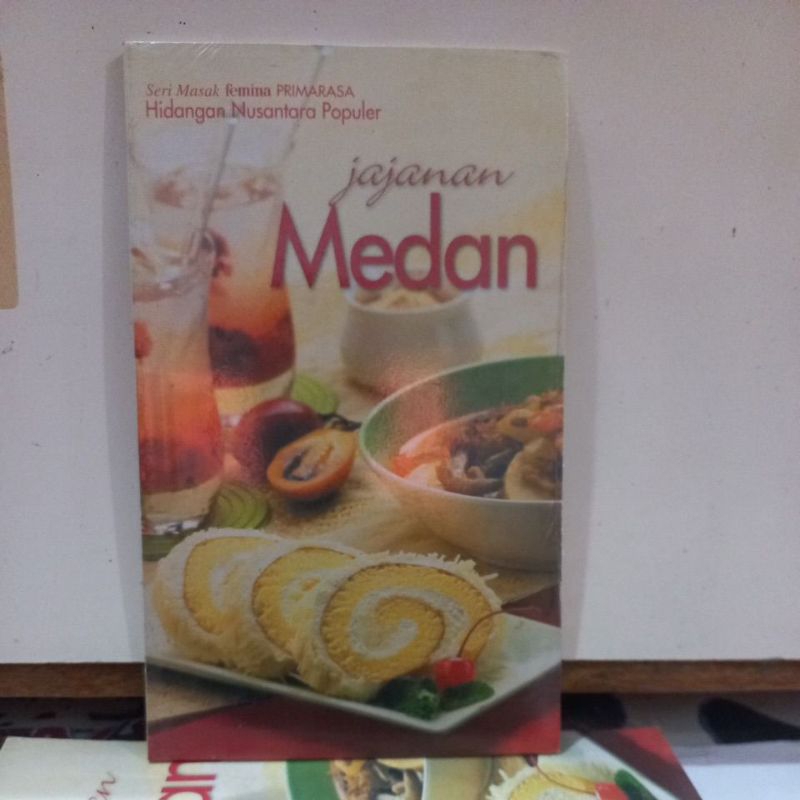 Seri Masak femina PRIMARASA
Hidangan Nusantara Populer
jajanan
Medan